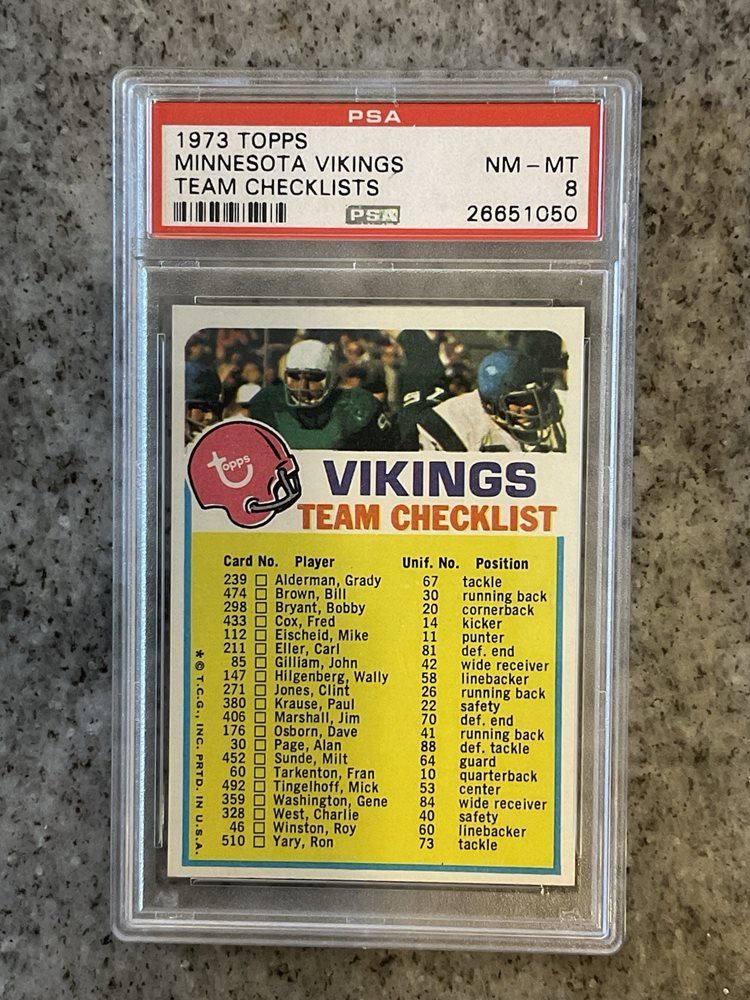 PSA
1973 TOPPS
MINNESOTA VIKINGS NM-MT
TEAM CHECKLISTS 8
PSA 26651050
topps
VIKINGS
TEAM CHECKLIST
Card No. Player Unif. No. Position
239 Alderman, Grady 67 tackle
474 Brown, Bill 30 running back
298 Bryant, Bobby 20 cornerback
433 Cox, Fred 14 kicker
112 Eischeid, Mike 11 punter
211 Eller, Carl 81 def. end
85 Gilliam, John 42 wide receiver
147 Hilgenberg, Wally 58 linebacker
271 Jones, Clint 26 running back
380 Krause, Paul 22 safety
406 Marshall, Jim 70 def. end
176 Osborn, Dave 41 running back
30 Page, Alan 88 def. tackle
452 Sunde, Milt 64 guard
60 Tarkenton, Fran 10 quarterback
492 Tingelhoff, Mick 53 center
359 Washington, Gene 84 wide receiver
328 West, Charlie 40 safety
46 Winston, Roy 60 linebacker
510 Yary, Ron 73 tackle
* © T.C.G., INC. PRTD. IN U.S.A.